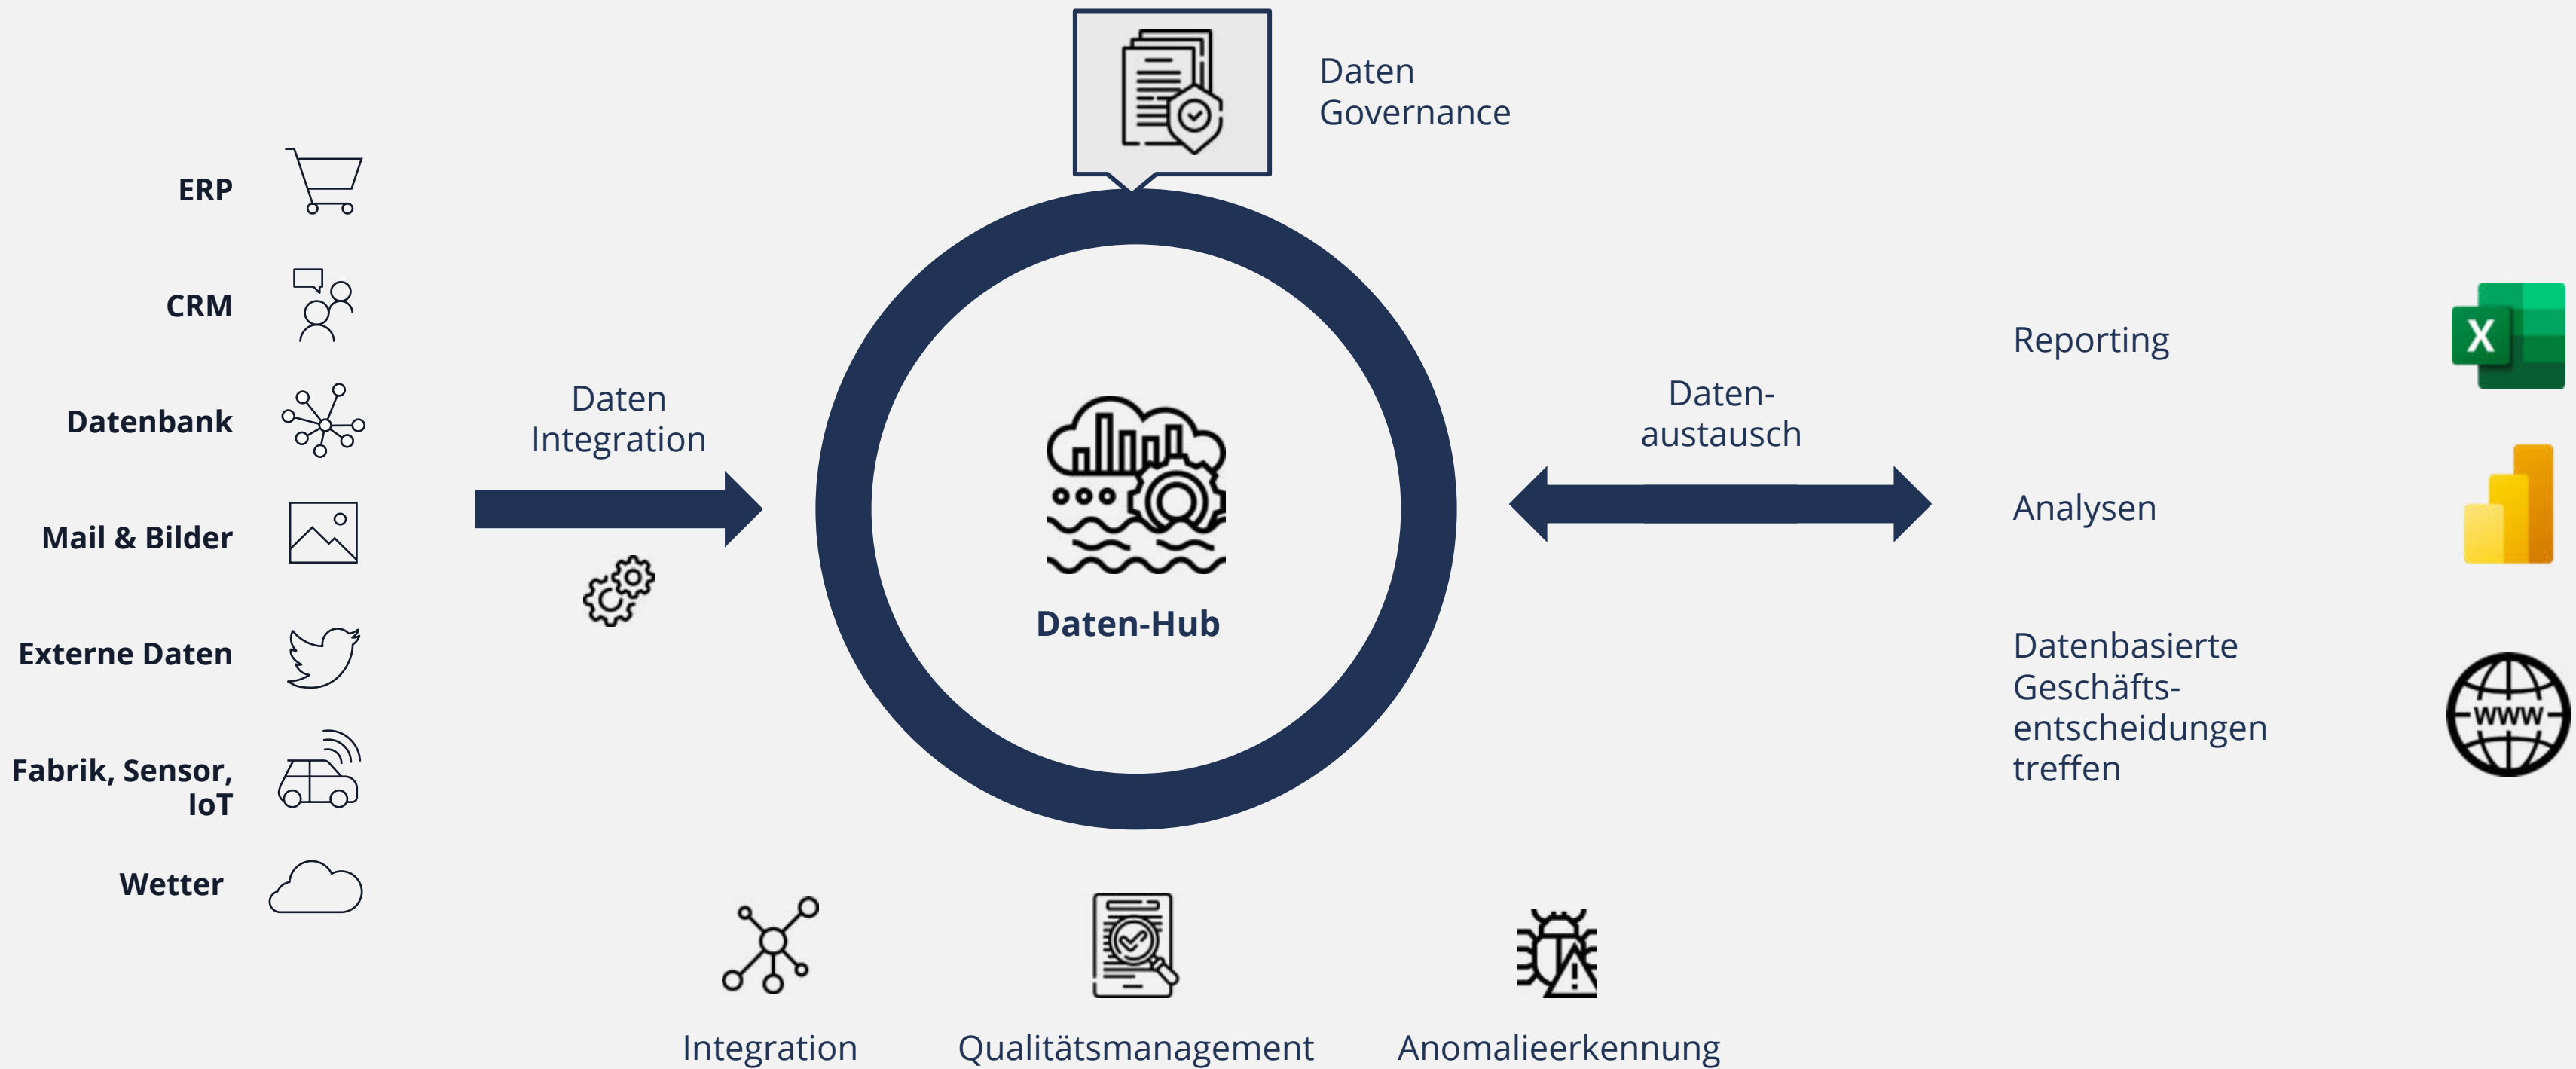 Daten
Governance
ERP
CRM
Datenbank
Mail & Bilder
Externe Daten
Fabrik, Sensor,
IoT
Wetter
Daten
Integration
Daten-Hub
Daten-
austausch
Reporting
X
Analysen
Datenbasierte
Geschäfts-
entscheidungen
treffen
www
Integration
Qualitätsmanagement
Anomalieerkennung